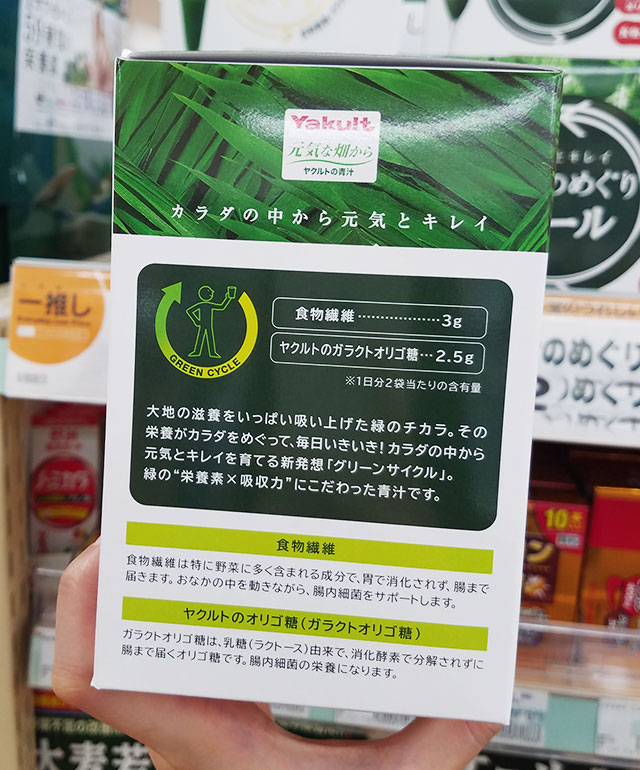 Yakult
元気な畑から
ヤクルトの青汁
カラダの中から元気とキレイ
GREEN CYCLE
食物繊維………………3g
ヤクルトのガラクトオリゴ糖…2.5g
※1日分2袋当たりの含有量
大地の滋養をいっぱい吸い上げた緑のチカラ。その
栄養がカラダをめぐって、毎日いきいき!カラダの中から
元気とキレイを育てる新発想「グリーンサイクル」。
緑の“栄養素×吸収力”にこだわった青汁です。
食物繊維
食物繊維は特に野菜に多く含まれる成分で、胃で消化されず、腸まで
届きます。おなかの中を動きながら、腸内細菌をサポートします。
ヤクルトのオリゴ糖(ガラクトオリゴ糖)
ガラクトオリゴ糖は、乳糖(ラクトース)由来で、消化酵素で分解されずに
腸まで届くオリゴ糖です。腸内細菌の栄養になります。
一推し
めぐり
ール
のめぐ
めぐり
10
大麦若